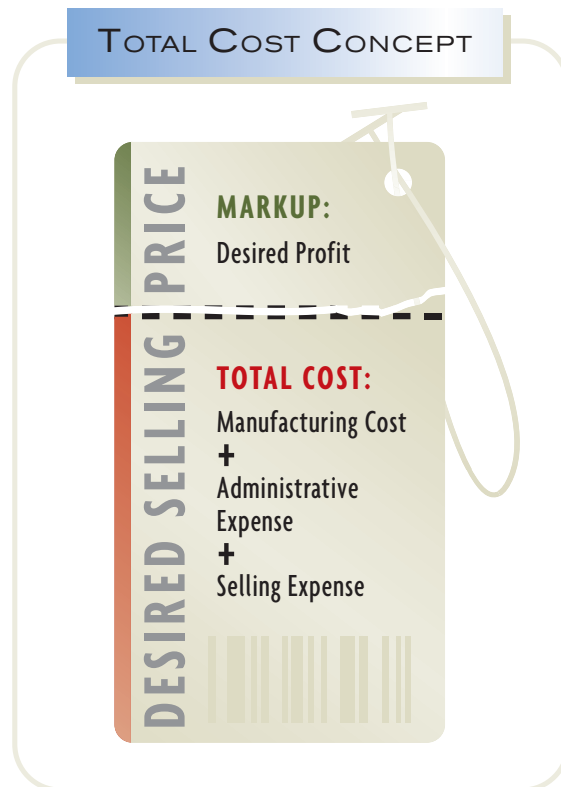 TOTAL COST CONCEPT
DESIRED SELLING PRICE
MARKUP:
Desired Profit
TOTAL COST:
Manufacturing Cost
+
Administrative
Expense
+
Selling Expense